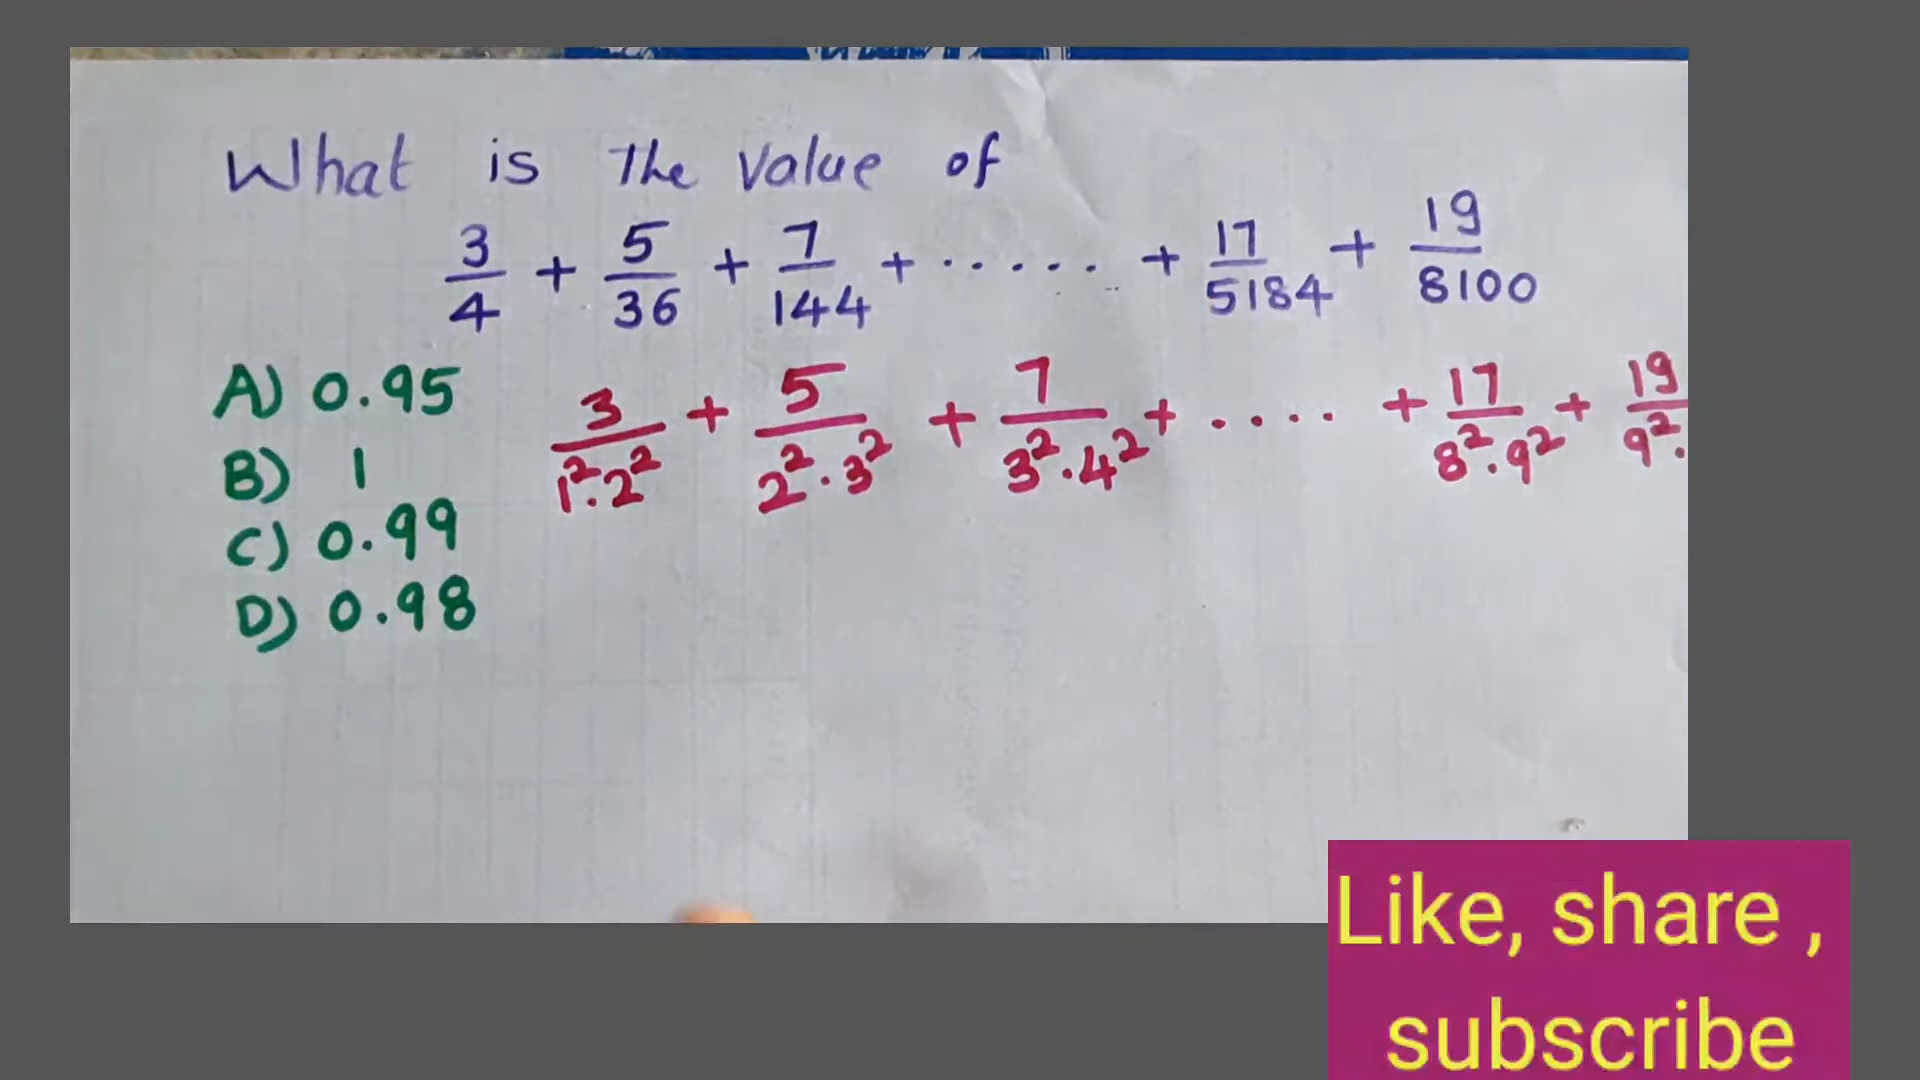 What is The value of
3/4 + 5/36 + 7/144 + ..... + 17/5184 + 19/8100
A) 0.95
3/1².2² + 5/2².3² + 7/3².4² + .... + 17/8².9² + 19/9².
B) 1
C) 0.99
D) 0.98
Like, share ,
subscribe